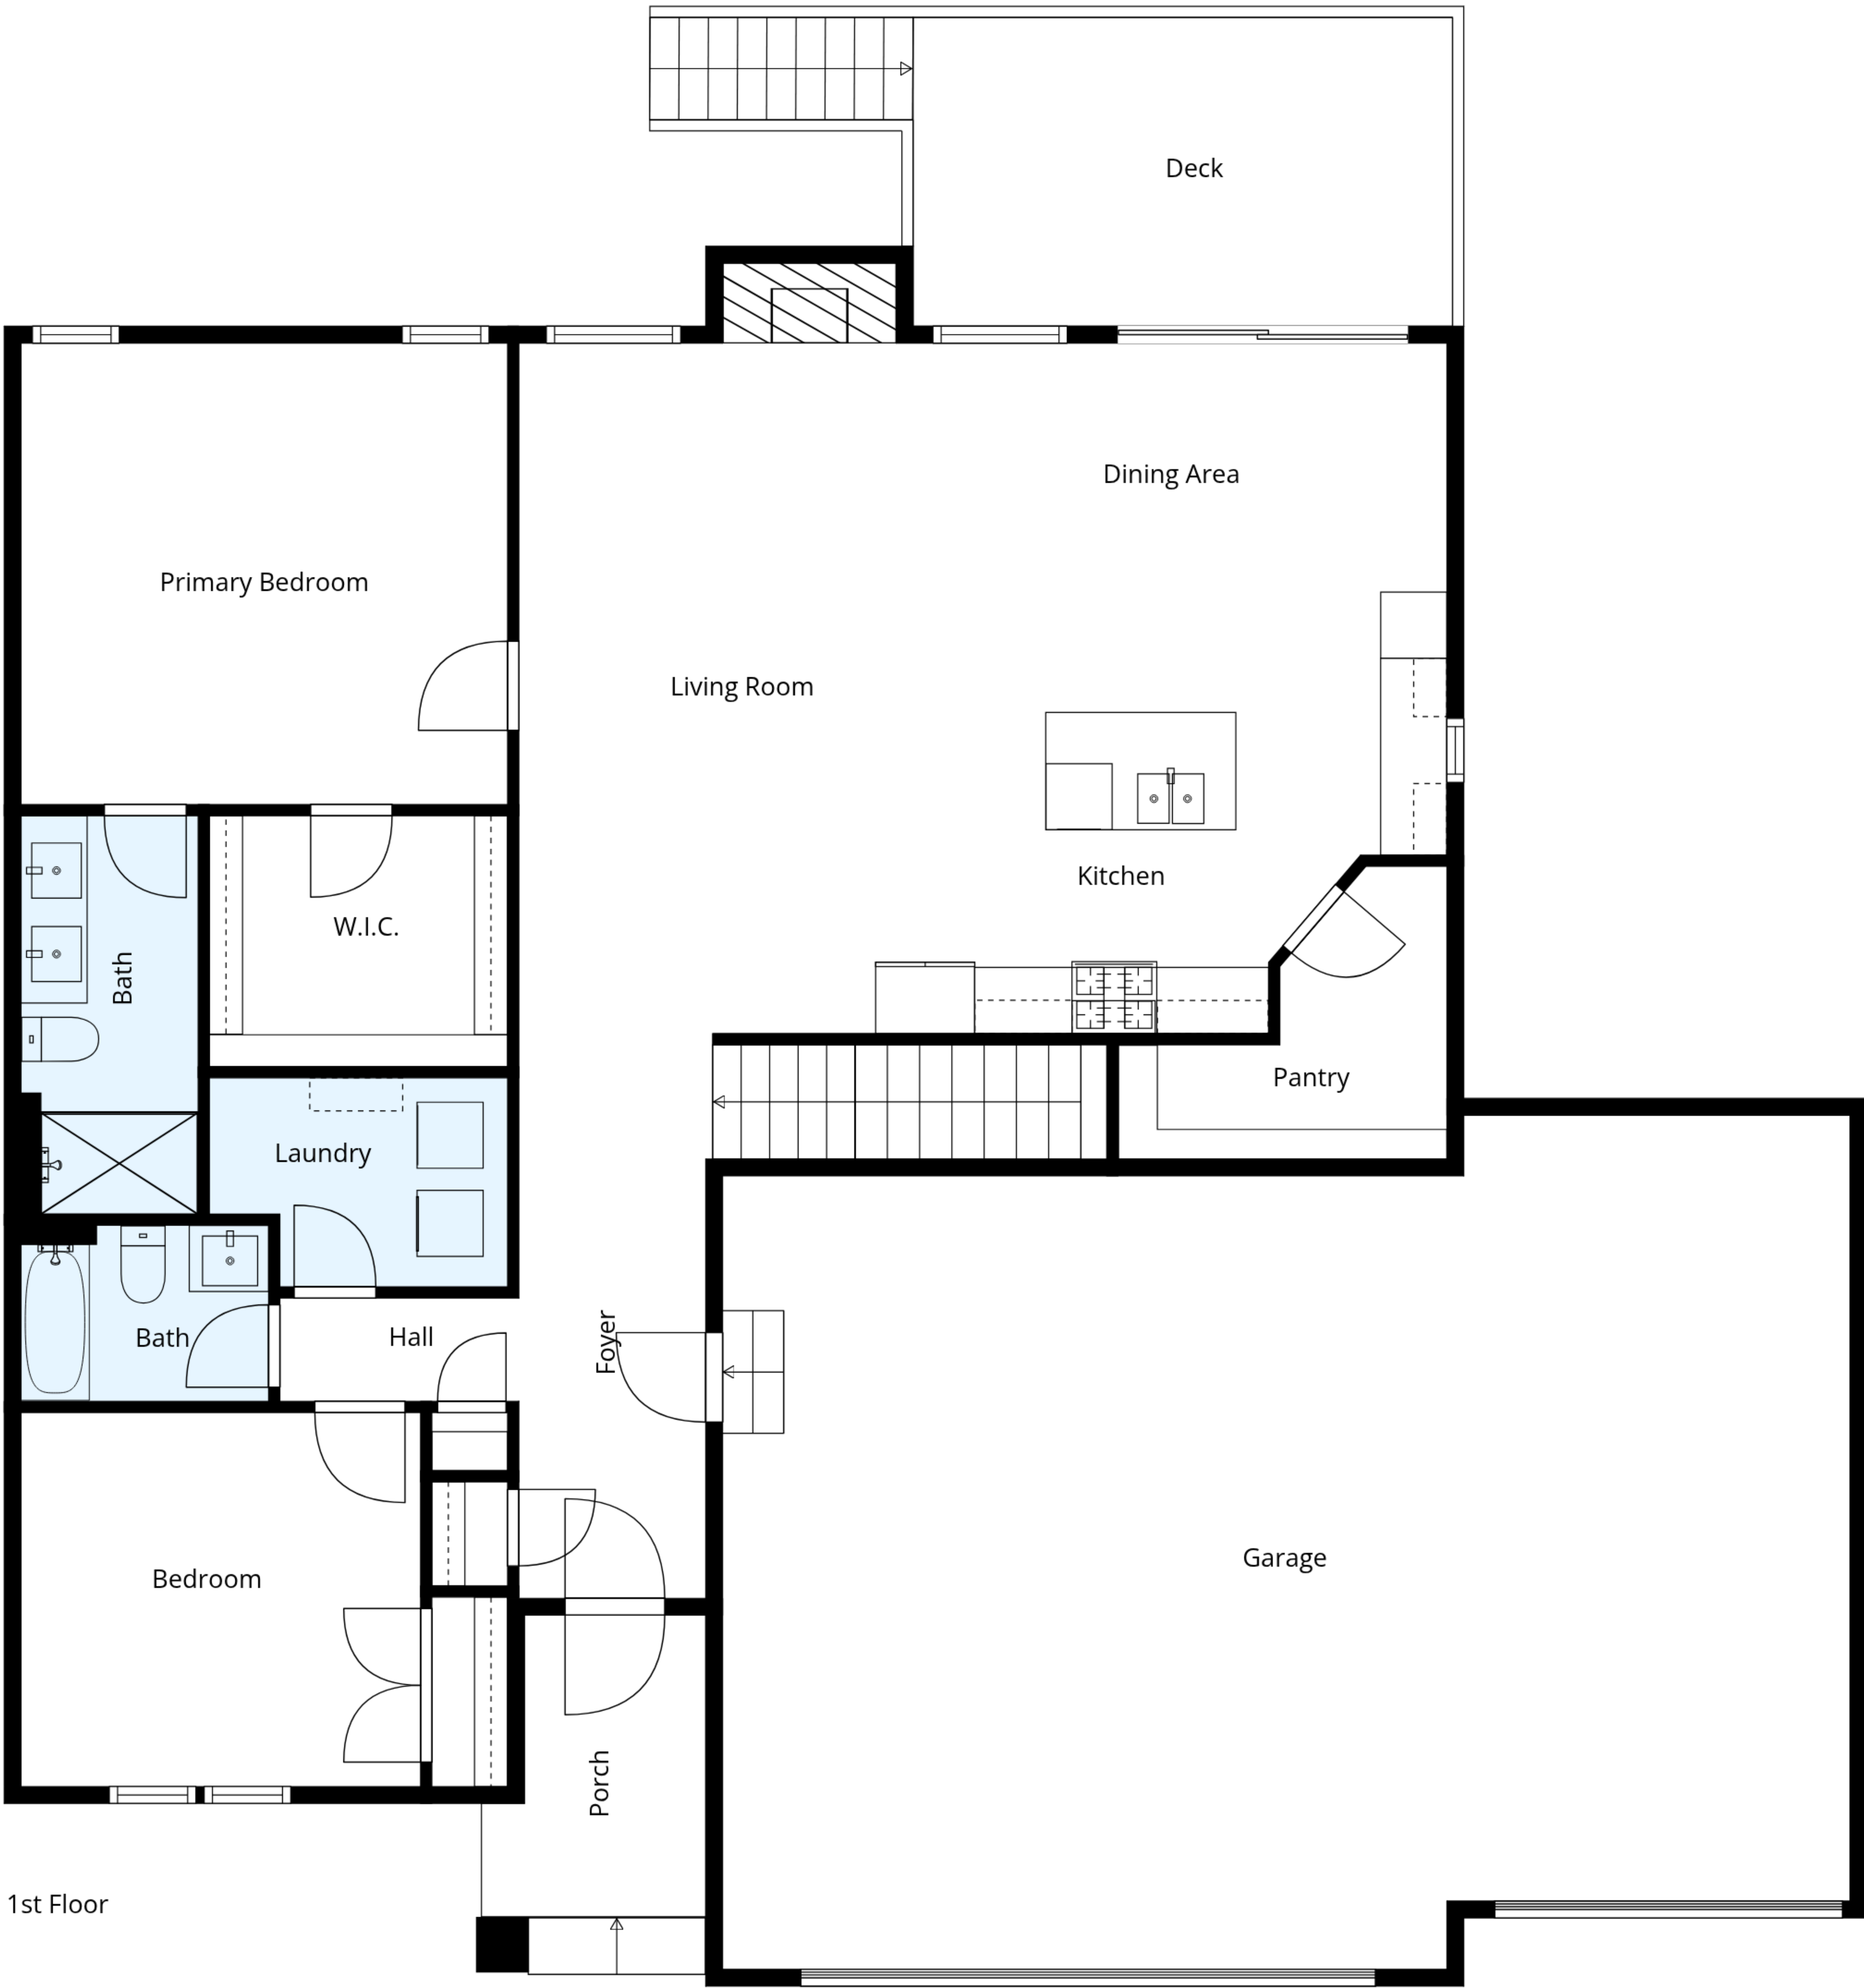 Deck
Dining Area
Primary Bedroom
Living Room
Kitchen
W.I.C.
Bath
Pantry
Laundry
Bath
Hall
Foyer
Garage
Bedroom
Porch
1st Floor